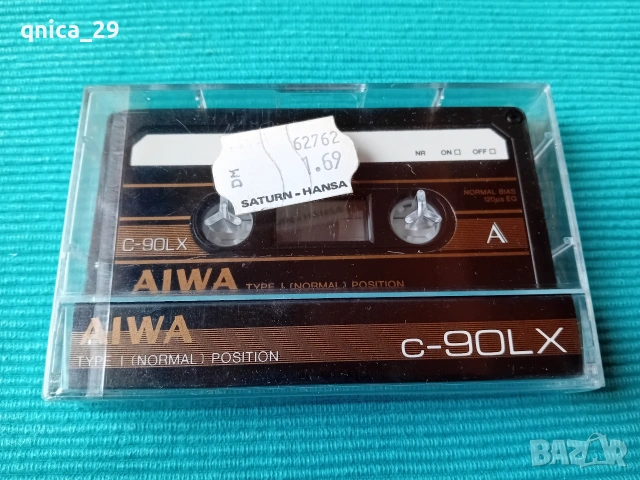 qnica_29
62762
DM 1.69
SATURN-HANSA
NR ON OFF
NORMAL BIAS
120µs EQ
C-90LX
A
AIWA TYPE I (NORMAL) POSITION
AIWA
TYPE I (NORMAL) POSITION
C-90LX
BAZAR